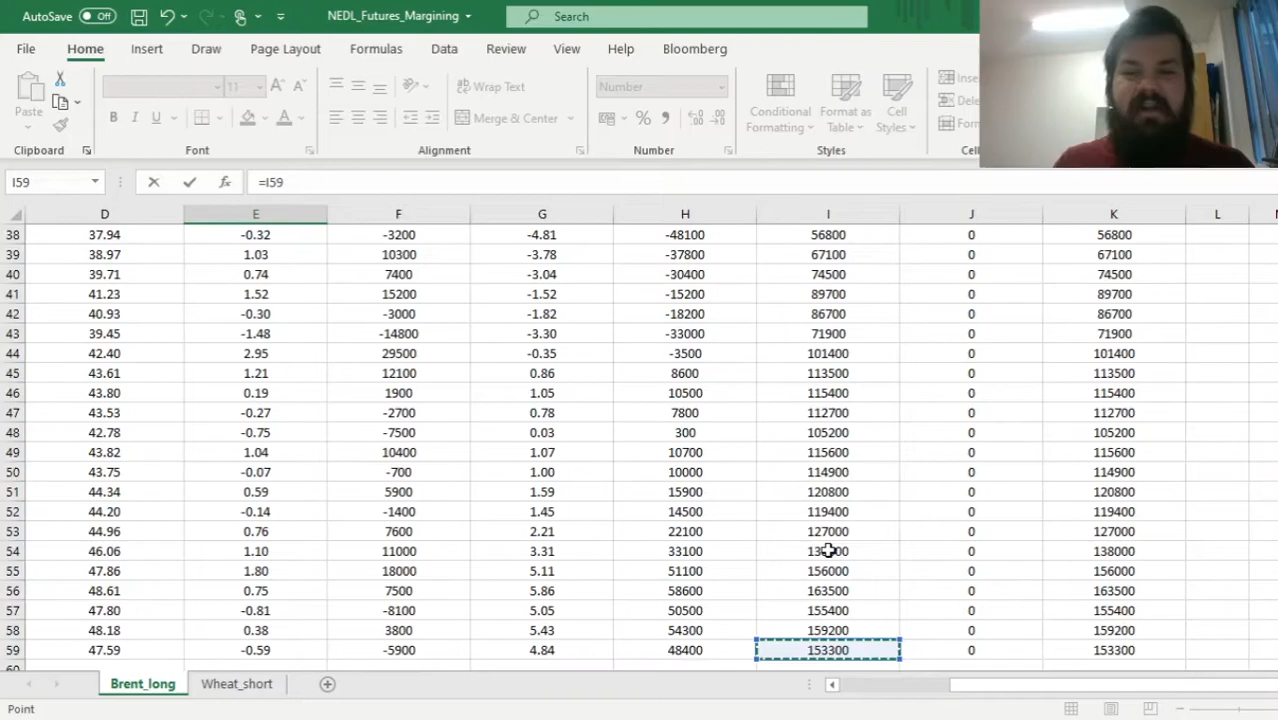 AutoSave Off NEDL_Futures_Margining Search
File Home Insert Draw Page Layout Formulas Data Review View Help Bloomberg
Paste 11 A A Wrap Text Number Conditional Format as Cell
B I U A Merge & Center % Formatting Table Styles
Clipboard Font Alignment Number Styles
I59 fx =I59
D E F G H I J K L
38 37.94 -0.32 -3200 -4.81 -48100 56800 0 56800
39 38.97 1.03 10300 -3.78 -37800 67100 0 67100
40 39.71 0.74 7400 -3.04 -30400 74500 0 74500
41 41.23 1.52 15200 -1.52 -15200 89700 0 89700
42 40.93 -0.30 -3000 -1.82 -18200 86700 0 86700
43 39.45 -1.48 -14800 -3.30 -33000 71900 0 71900
44 42.40 2.95 29500 -0.35 -3500 101400 0 101400
45 43.61 1.21 12100 0.86 8600 113500 0 113500
46 43.80 0.19 1900 1.05 10500 115400 0 115400
47 43.53 -0.27 -2700 0.78 7800 112700 0 112700
48 42.78 -0.75 -7500 0.03 300 105200 0 105200
49 43.82 1.04 10400 1.07 10700 115600 0 115600
50 43.75 -0.07 -700 1.00 10000 114900 0 114900
51 44.34 0.59 5900 1.59 15900 120800 0 120800
52 44.20 -0.14 -1400 1.45 14500 119400 0 119400
53 44.96 0.76 7600 2.21 22100 127000 0 127000
54 46.06 1.10 11000 3.31 33100 0 138000
55 47.86 1.80 18000 5.11 51100 156000 0 156000
56 48.61 0.75 7500 5.86 58600 163500 0 163500
57 47.80 -0.81 -8100 5.05 50500 155400 0 155400
58 48.18 0.38 3800 5.43 54300 159200 0 159200
59 47.59 -0.59 -5900 4.84 48400 153300 0 153300
Brent_long Wheat_short
Point